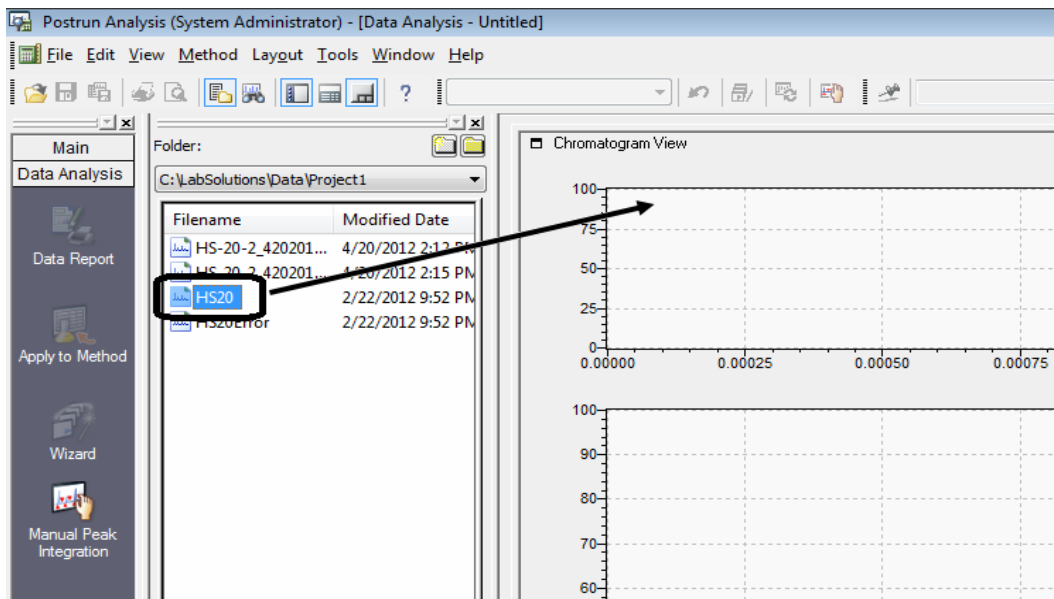 Postrun Analysis (System Administrator) - [Data Analysis - Untitled]
File Edit View Method Layout Tools Window Help
?
Main
Data Analysis
Data Report
Apply to Method
Wizard
Manual Peak
Integration
Folder:
C:\LabSolutions\Data\Project1
Filename Modified Date
HS-20-2_420201... 4/20/2012 2:12 PM
HS-20-2_420201... 4/20/2012 2:15 PM
HS20 2/22/2012 9:52 PM
HS20Error 2/22/2012 9:52 PM
Chromatogram View
100
75
50
25
0
0.00000 0.00025 0.00050 0.00075
100
90
80
70
60